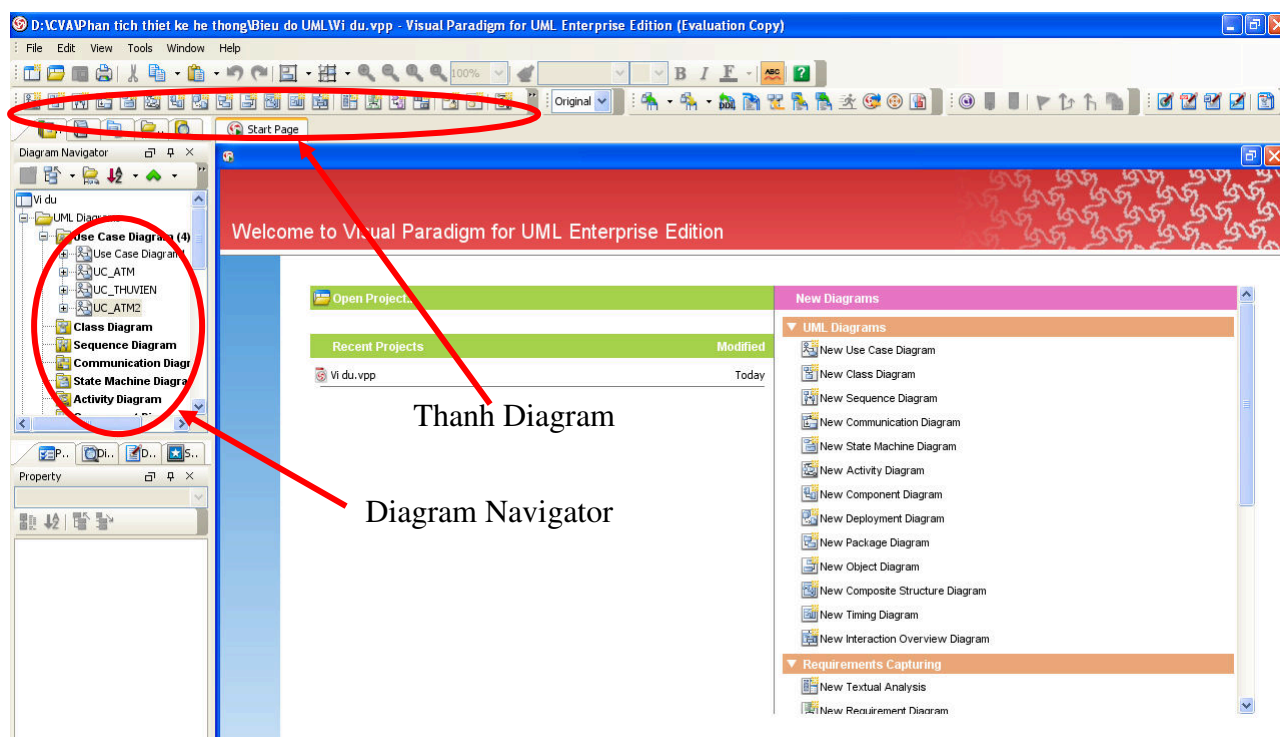 D:\CVA\Phan tich thiet ke he thong\Bieu do UML\Vi du.vpp - Visual Paradigm for UML Enterprise Edition (Evaluation Copy)
File Edit View Tools Window Help
100% B I F ABC ?
Original
Start Page
Diagram Navigator
Vi du
UML Diagrams
Use Case Diagram (4)
Use Case Diagram1
UC_ATM
UC_THUVIEN
UC_ATM2
Class Diagram
Sequence Diagram
Communication Diagr
State Machine Diagra
Activity Diagram
P.. Di.. D.. S..
Property
Welcome to Visual Paradigm for UML Enterprise Edition
Open Project...
Recent Projects Modified
Vi du.vpp Today
Thanh Diagram
Diagram Navigator
New Diagrams
UML Diagrams
New Use Case Diagram
New Class Diagram
New Sequence Diagram
New Communication Diagram
New State Machine Diagram
New Activity Diagram
New Component Diagram
New Deployment Diagram
New Package Diagram
New Object Diagram
New Composite Structure Diagram
New Timing Diagram
New Interaction Overview Diagram
Requirements Capturing
New Textual Analysis
New Requirement Diagram